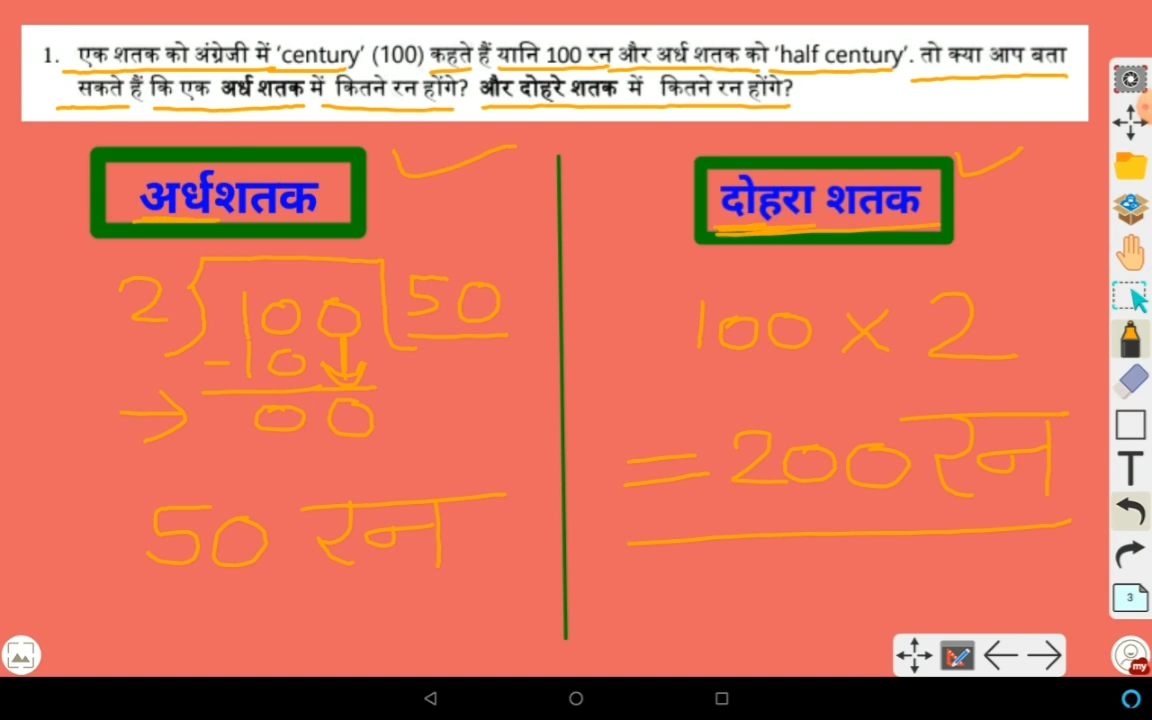 1. एक शतक को अंग्रेजी में 'century' (100) कहते हैं यानि 100 रन और अर्ध शतक को 'half century'. तो क्या आप बता
सकते हैं कि एक अर्ध शतक में कितने रन होंगे? और दोहरे शतक में कितने रन होंगे?
अर्धशतक
2 100 50
-10
00
50 रन
दोहरा शतक
100 × 2
= 200 रन
T
3
my